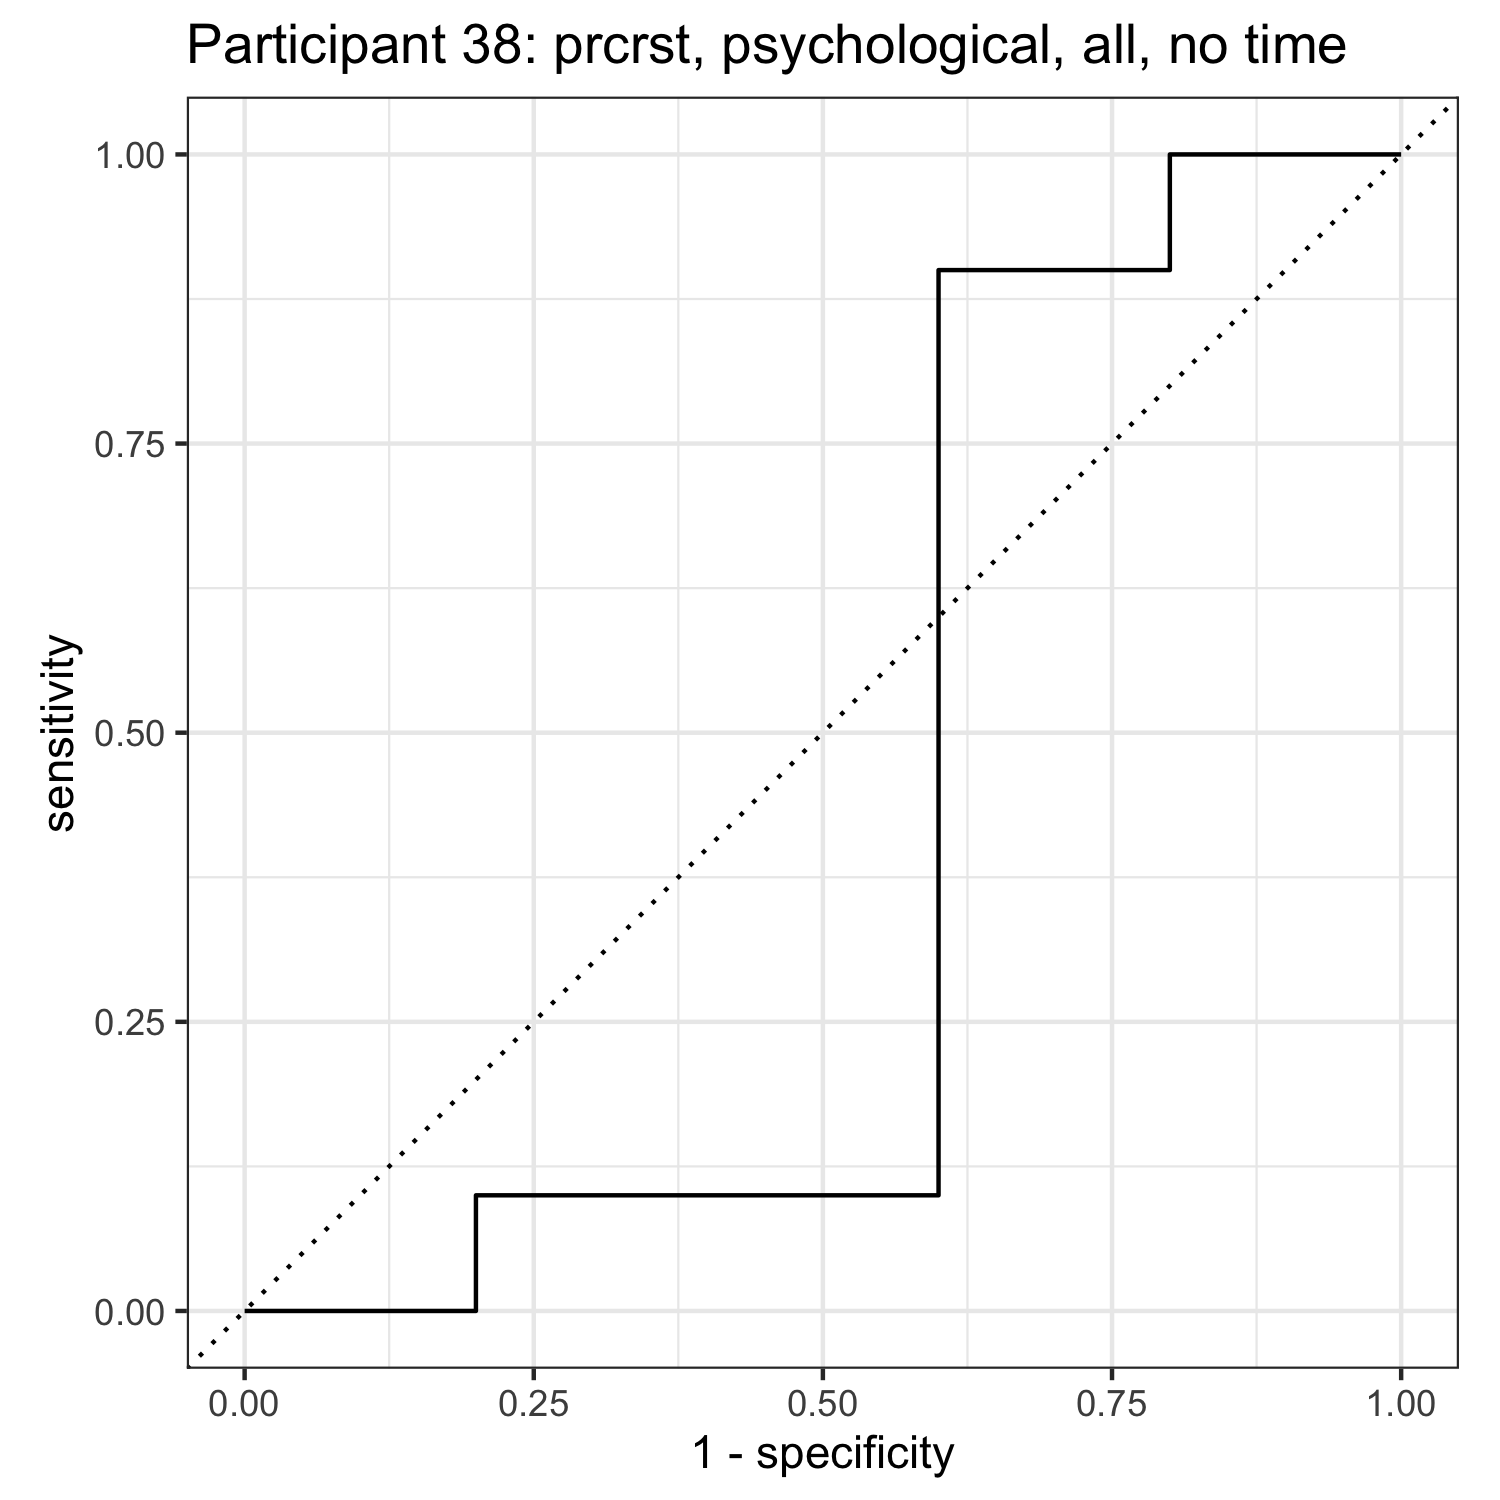 Participant 38: prcrst, psychological, all, no time
1.00
0.75
0.50
0.25
0.00
sensitivity
0.00 0.25 0.50 0.75 1.00
1 - specificity